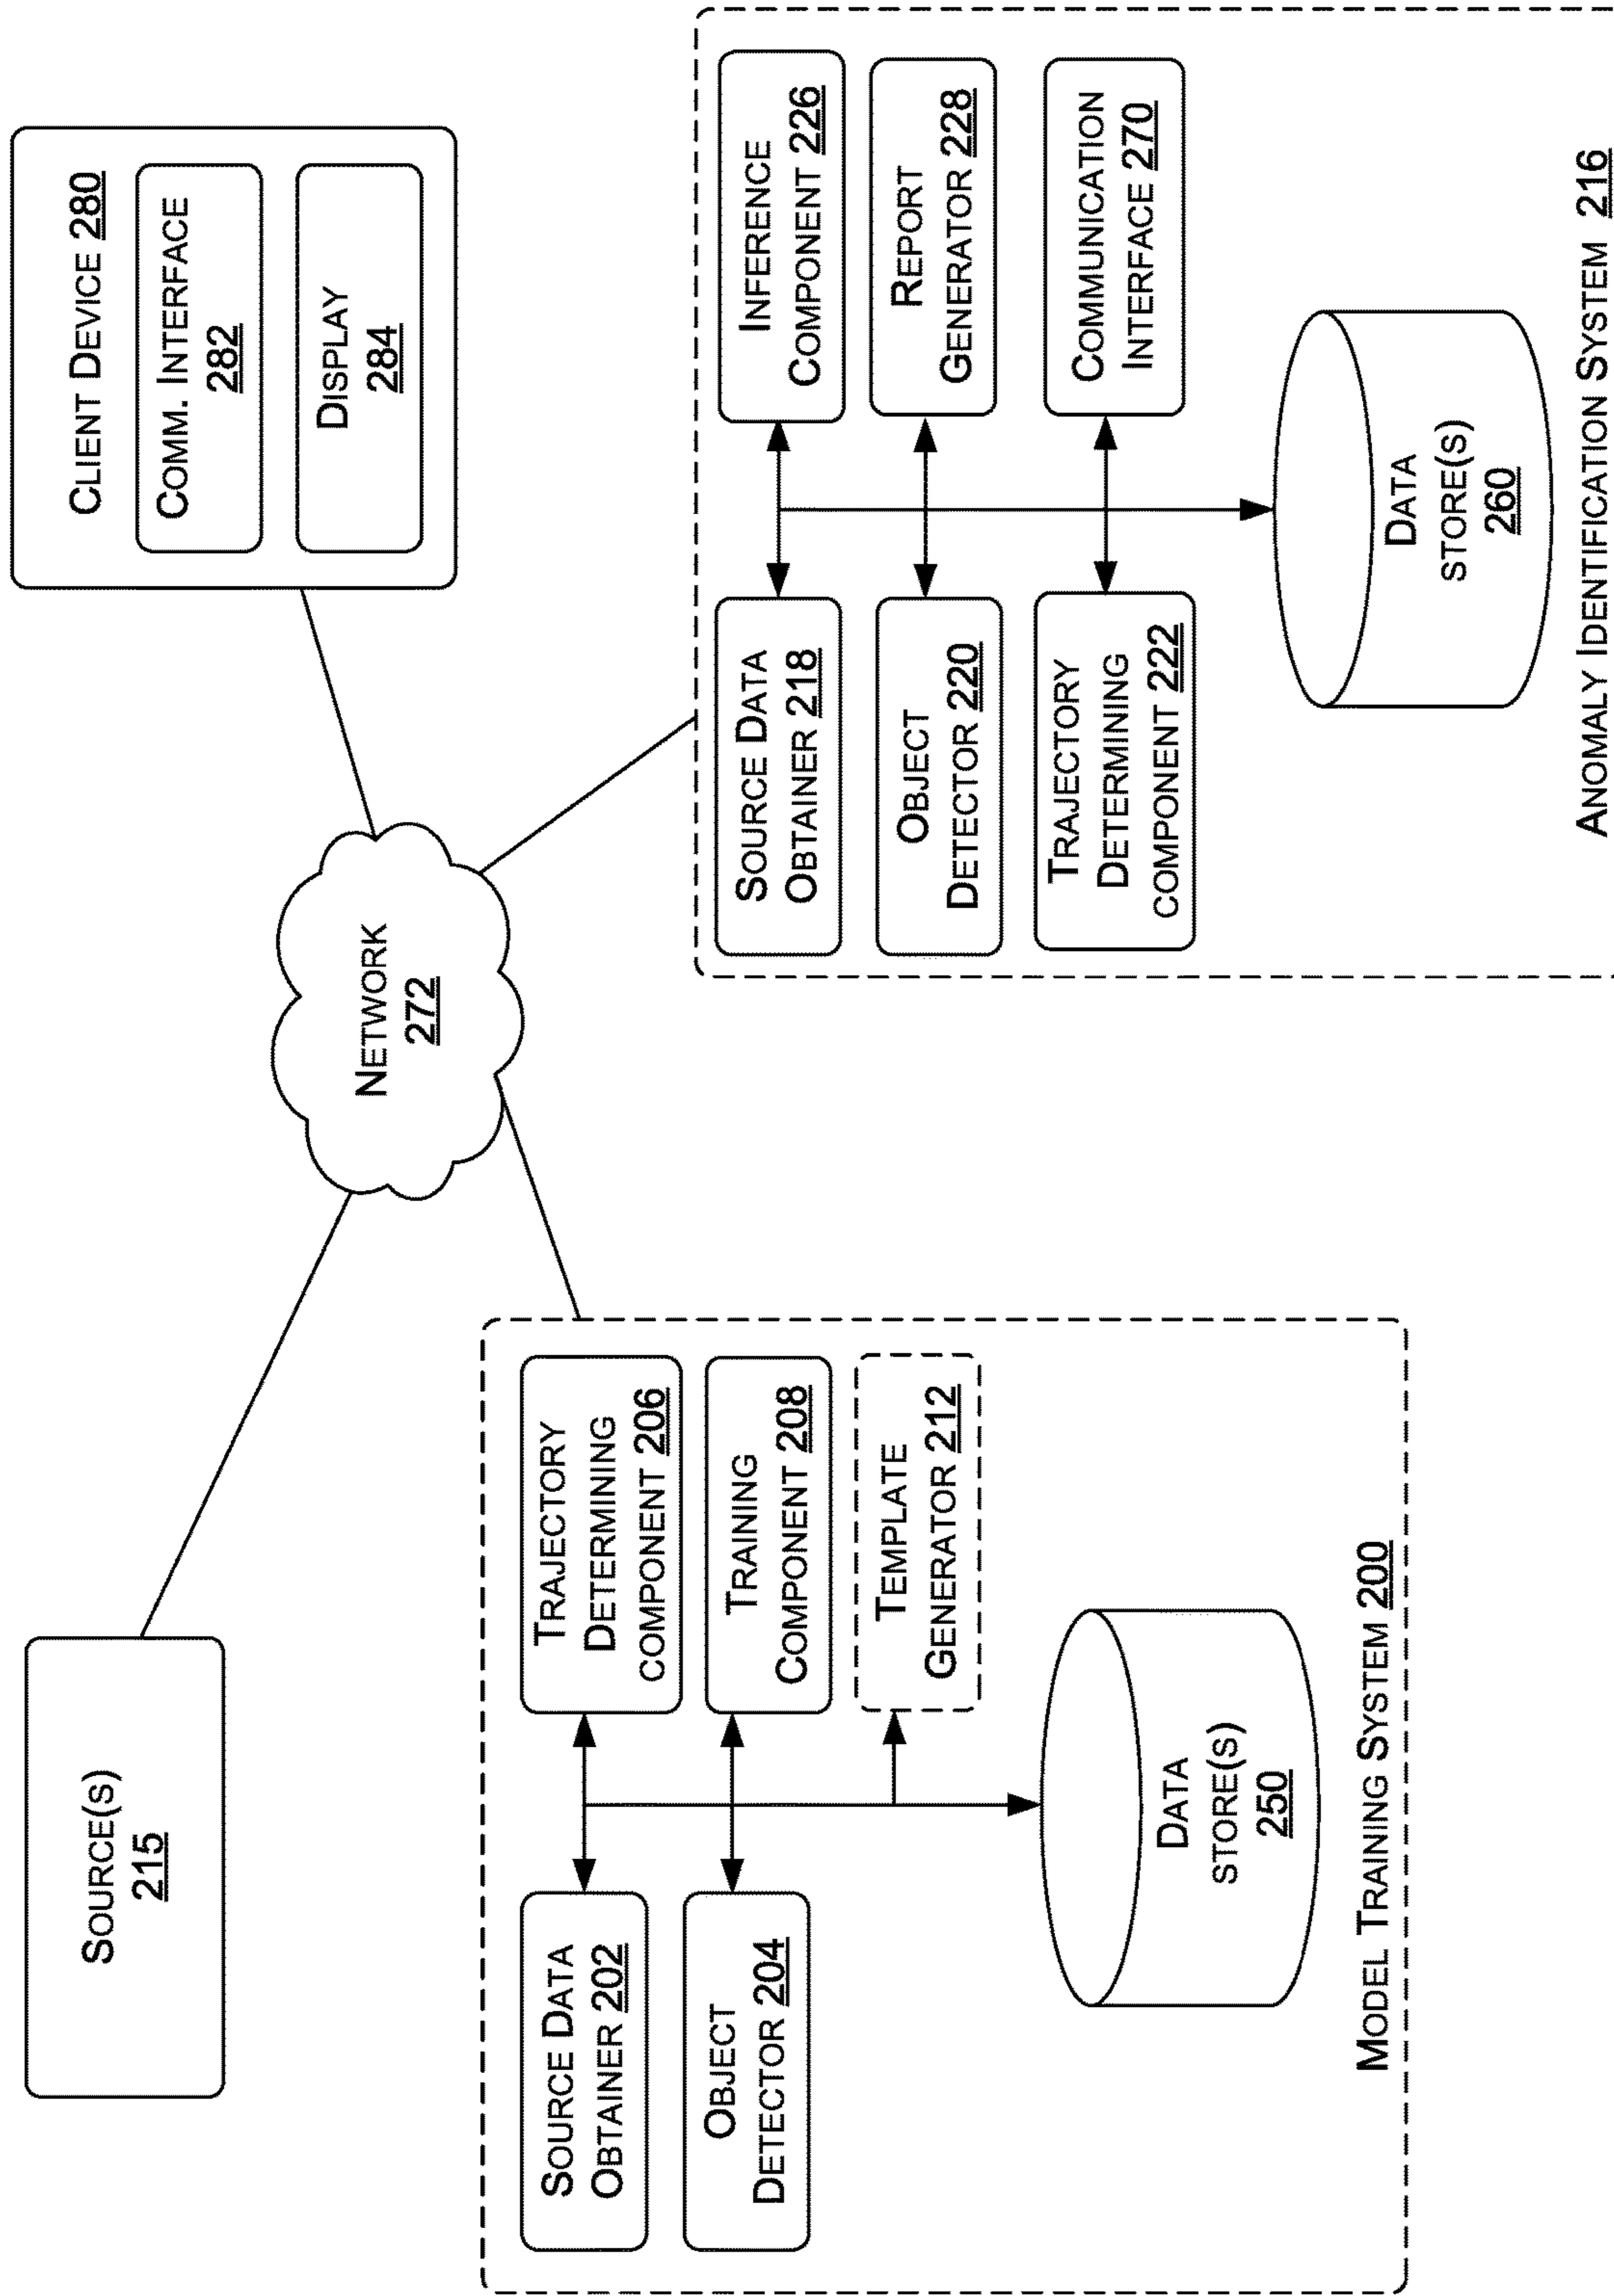 SOURCE(S)
215
NETWORK
272
CLIENT DEVICE 280
COMM. INTERFACE
282
DISPLAY
284
SOURCE DATA
OBTAINER 202
OBJECT
DETECTOR 204
TRAJECTORY
DETERMINING
COMPONENT 206
TRAINING
COMPONENT 208
TEMPLATE
GENERATOR 212
DATA
STORE(S)
250
MODEL TRAINING SYSTEM 200
SOURCE DATA
OBTAINER 218
OBJECT
DETECTOR 220
TRAJECTORY
DETERMINING
COMPONENT 222
INFERENCE
COMPONENT 226
REPORT
GENERATOR 228
COMMUNICATION
INTERFACE 270
DATA
STORE(S)
260
ANOMALY IDENTIFICATION SYSTEM 216